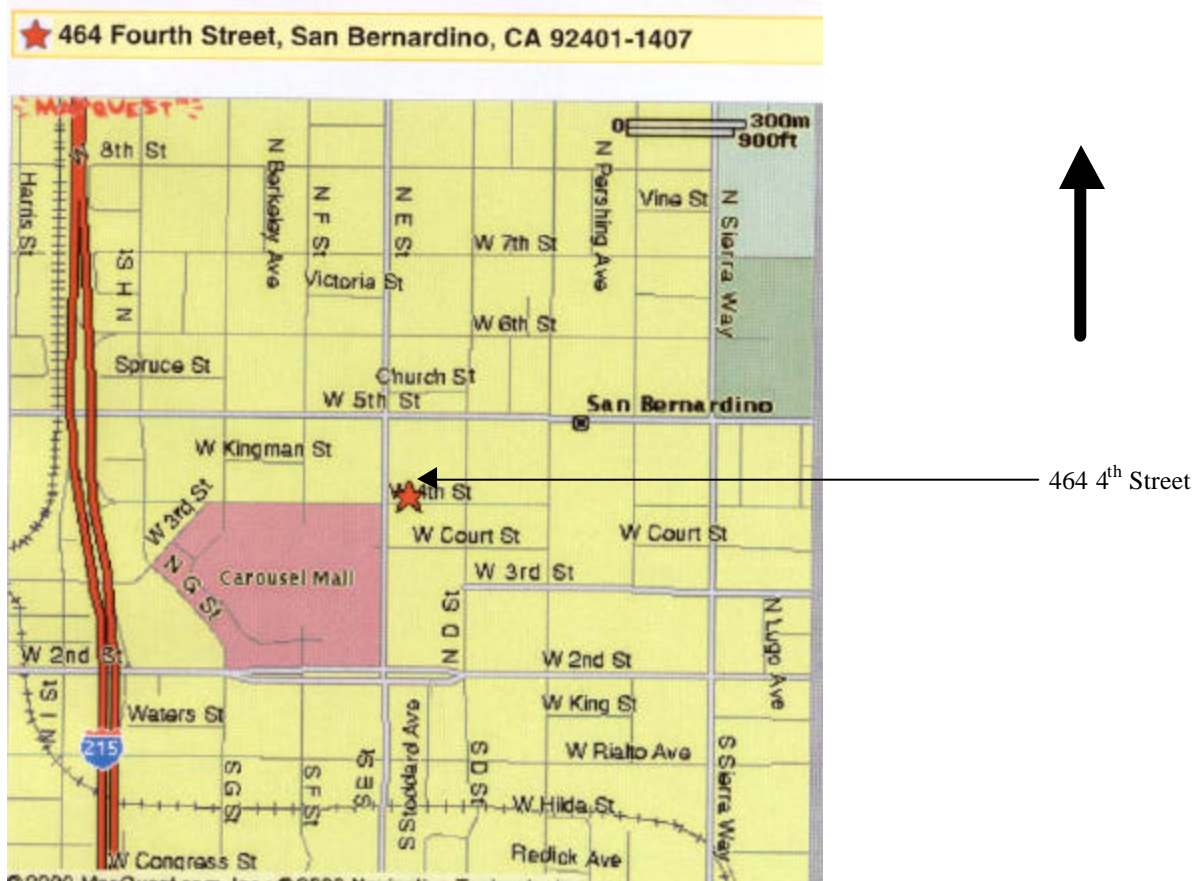 464 Fourth Street, San Bernardino, CA 92401-1407
MAPQUEST™
0
300m
900ft
8th St
Harris St
N Berkeley Ave
N F St
N E St
N Pershing Ave
Vine St
N Sierra Way
W 7th St
N H St
Victoria St
W 6th St
Spruce St
Church St
W 5th St
San Bernardino
W Kingman St
W 4th St
464 4th Street
W 3rd St
W Court St
W Court St
N G St
Carousel Mall
W 3rd St
N D St
N Lugo Ave
W 2nd St
W 2nd St
N I St
Waters St
W King St
215
S G St
S F St
S E St
S Stoddard Ave
S D St
W Rialto Ave
S Sierra Way
W Hilda St
Redick Ave
W Congress St